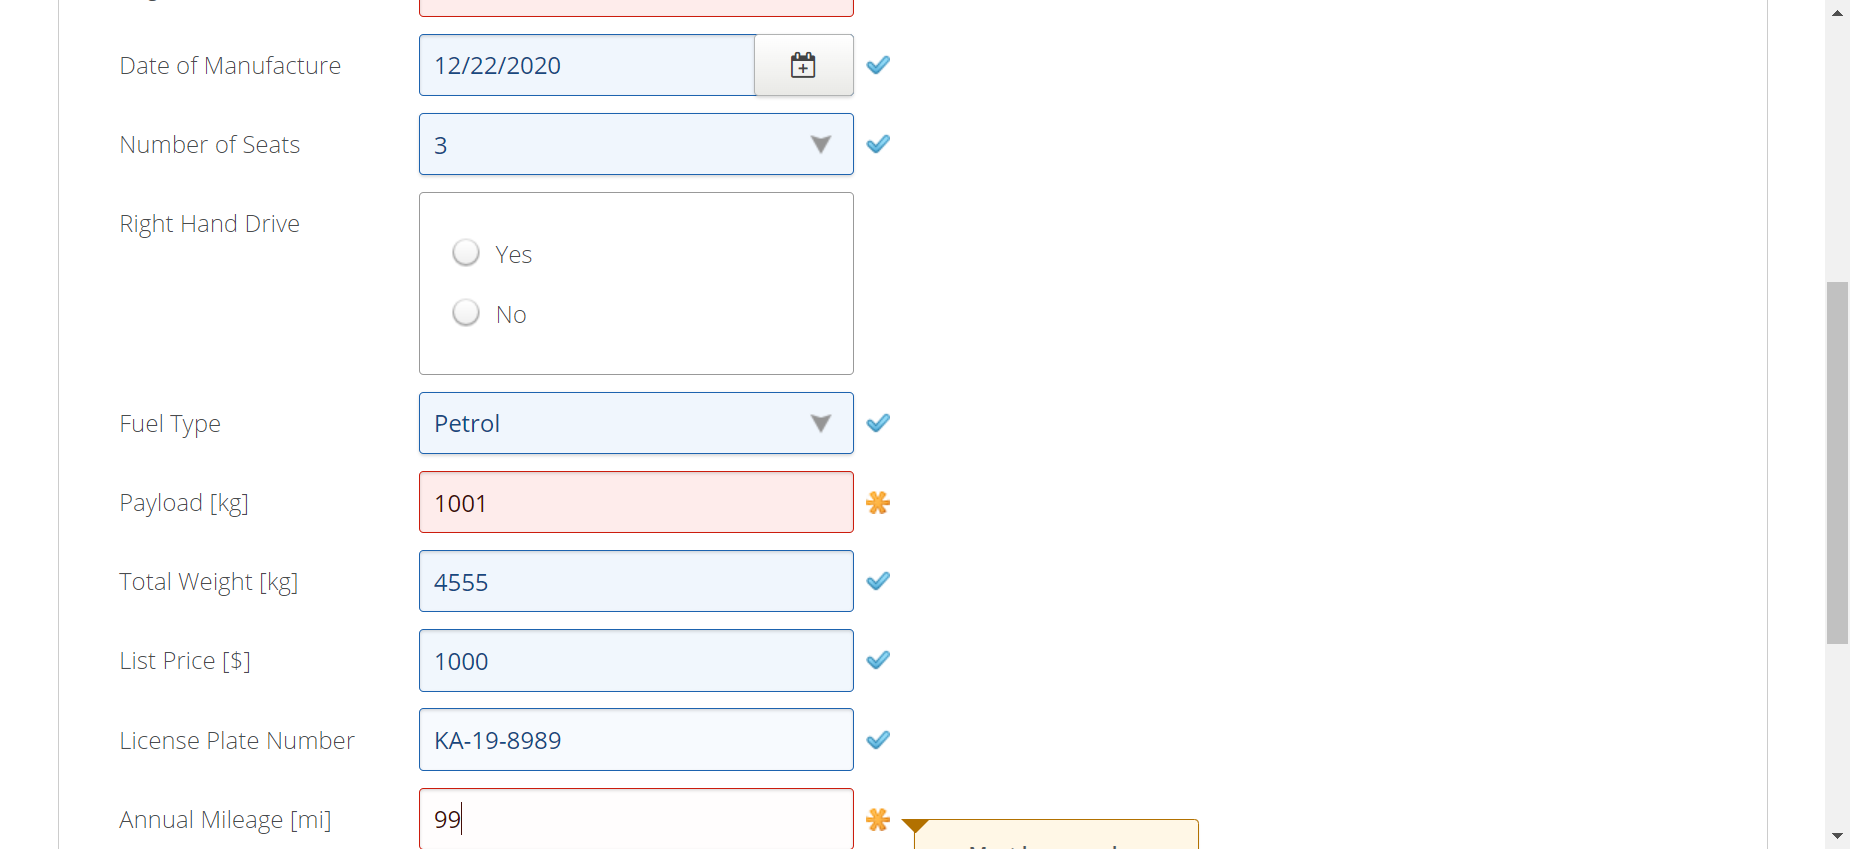 Date of Manufacture 12/22/2020
Number of Seats 3
Right Hand Drive
Yes
No
Fuel Type Petrol
Payload [kg] 1001
Total Weight [kg] 4555
List Price [$] 1000
License Plate Number KA-19-8989
Annual Mileage [mi] 99